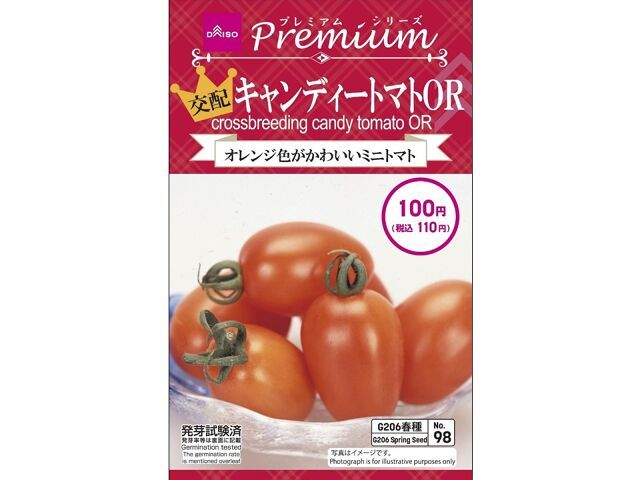 DAISO
プレミアム シリーズ
Premium
交配 キャンディートマトOR
crossbreeding candy tomato OR
オレンジ色がかわいいミニトマト
100円
(税込 110円)
発芽試験済
発芽率等は裏面に記載
Germination tested
The germination rate
is mentioned overleaf
G206春種
G206 Spring Seed
No.
98
写真はイメージです。
Photograph is for illustrative purposes only